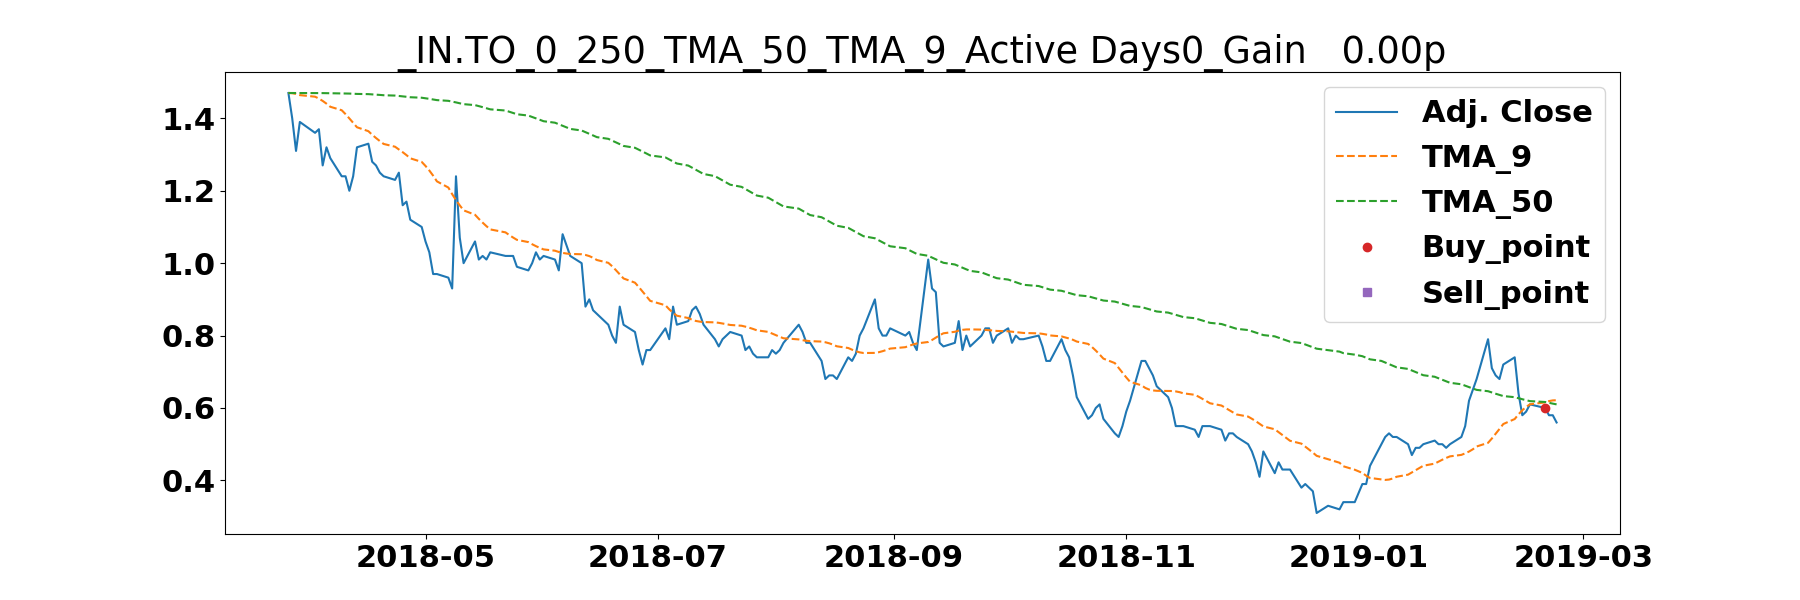 _IN.TO_0_250_TMA_50_TMA_9_Active Days0_Gain   0.00p
1.4
1.2
1.0
0.8
0.6
0.4
Adj. Close
TMA_9
TMA_50
Buy_point
Sell_point
2018-05 2018-07 2018-09 2018-11 2019-01 2019-03